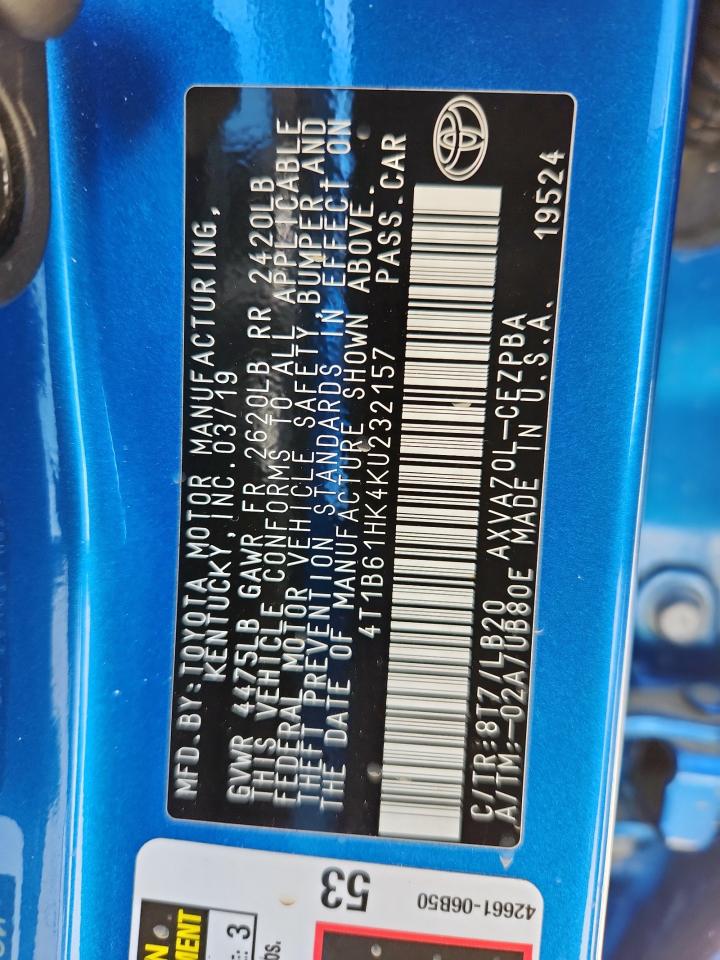 MFD.BY:TOYOTA MOTOR MANUFACTURING,
KENTUCKY, INC. 03/19
GVWR 4475LB GAWR FR 2620LB RR 2420LB
THIS VEHICLE CONFORMS TO ALL APPLICABLE
FEDERAL MOTOR VEHICLE SAFETY, BUMPER AND
THEFT PREVENTION STANDARDS IN EFFECT ON
THE DATE OF MANUFACTURE SHOWN ABOVE.
4T1B61HK4KU232157 PASS.CAR
C/TR:8T7/LB20 AXVA70L-CEZPBA 19524
A/TM:-02A/UB80E MADE IN U.S.A.
53
42661-06B50
3